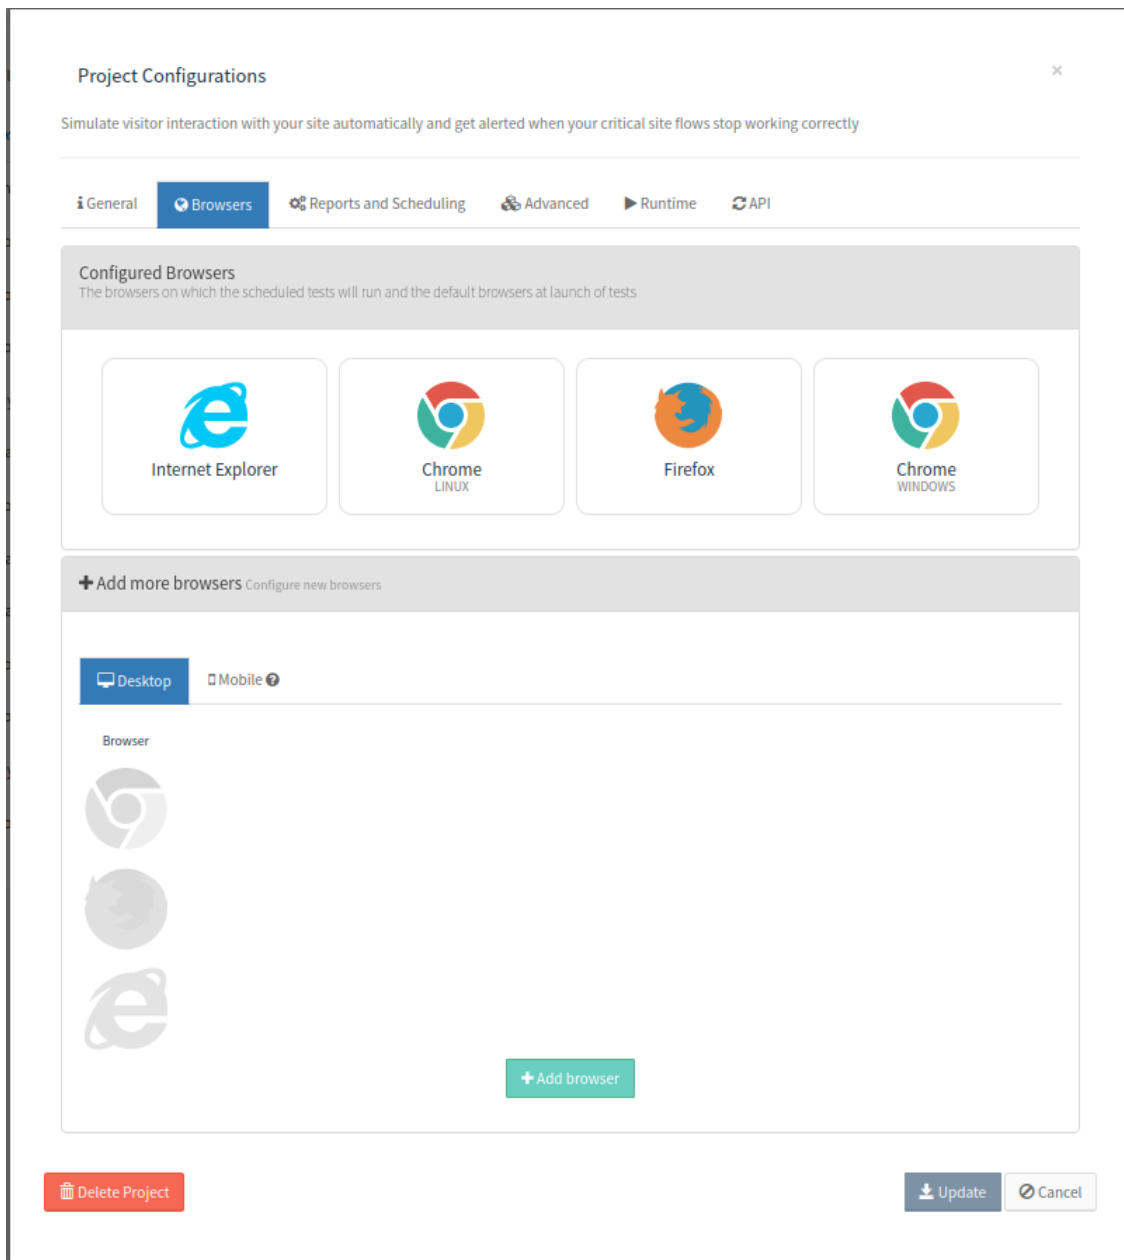 Project Configurations
×
Simulate visitor interaction with your site automatically and get alerted when your critical site flows stop working correctly
General Browsers Reports and Scheduling Advanced Runtime API
Configured Browsers
The browsers on which the scheduled tests will run and the default browsers at launch of tests
Internet Explorer
Chrome
LINUX
Firefox
Chrome
WINDOWS
Add more browsers Configure new browsers
Desktop Mobile
Browser
Add browser
Delete Project Update Cancel